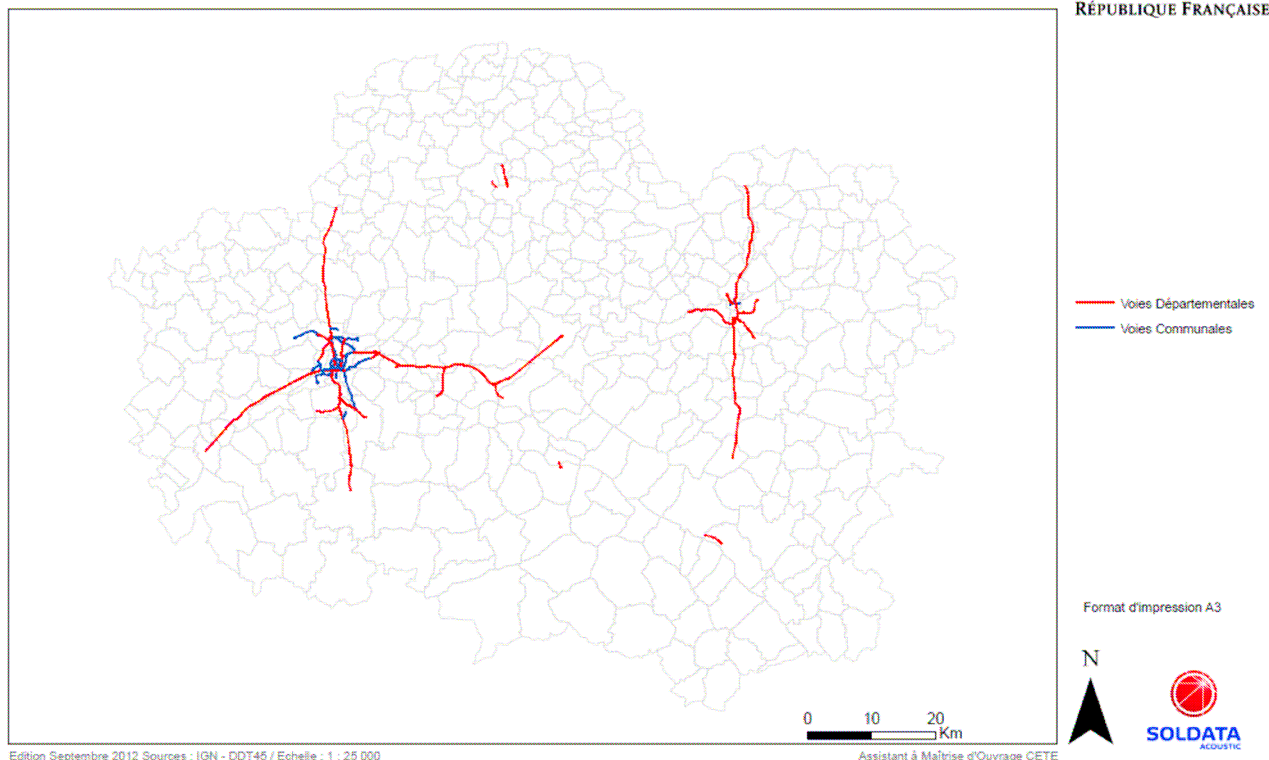 RÉPUBLIQUE FRANÇAISE
Voies Départementales
Voies Communales
Format d'impression A3
N
0 10 20
Km
SOLDATA
ACOUSTIC
Edition Septembre 2012 Sources : IGN - DDT45 / Echelle : 1 : 25 000
Assistant à Maîtrise d'Ouvrage CETE